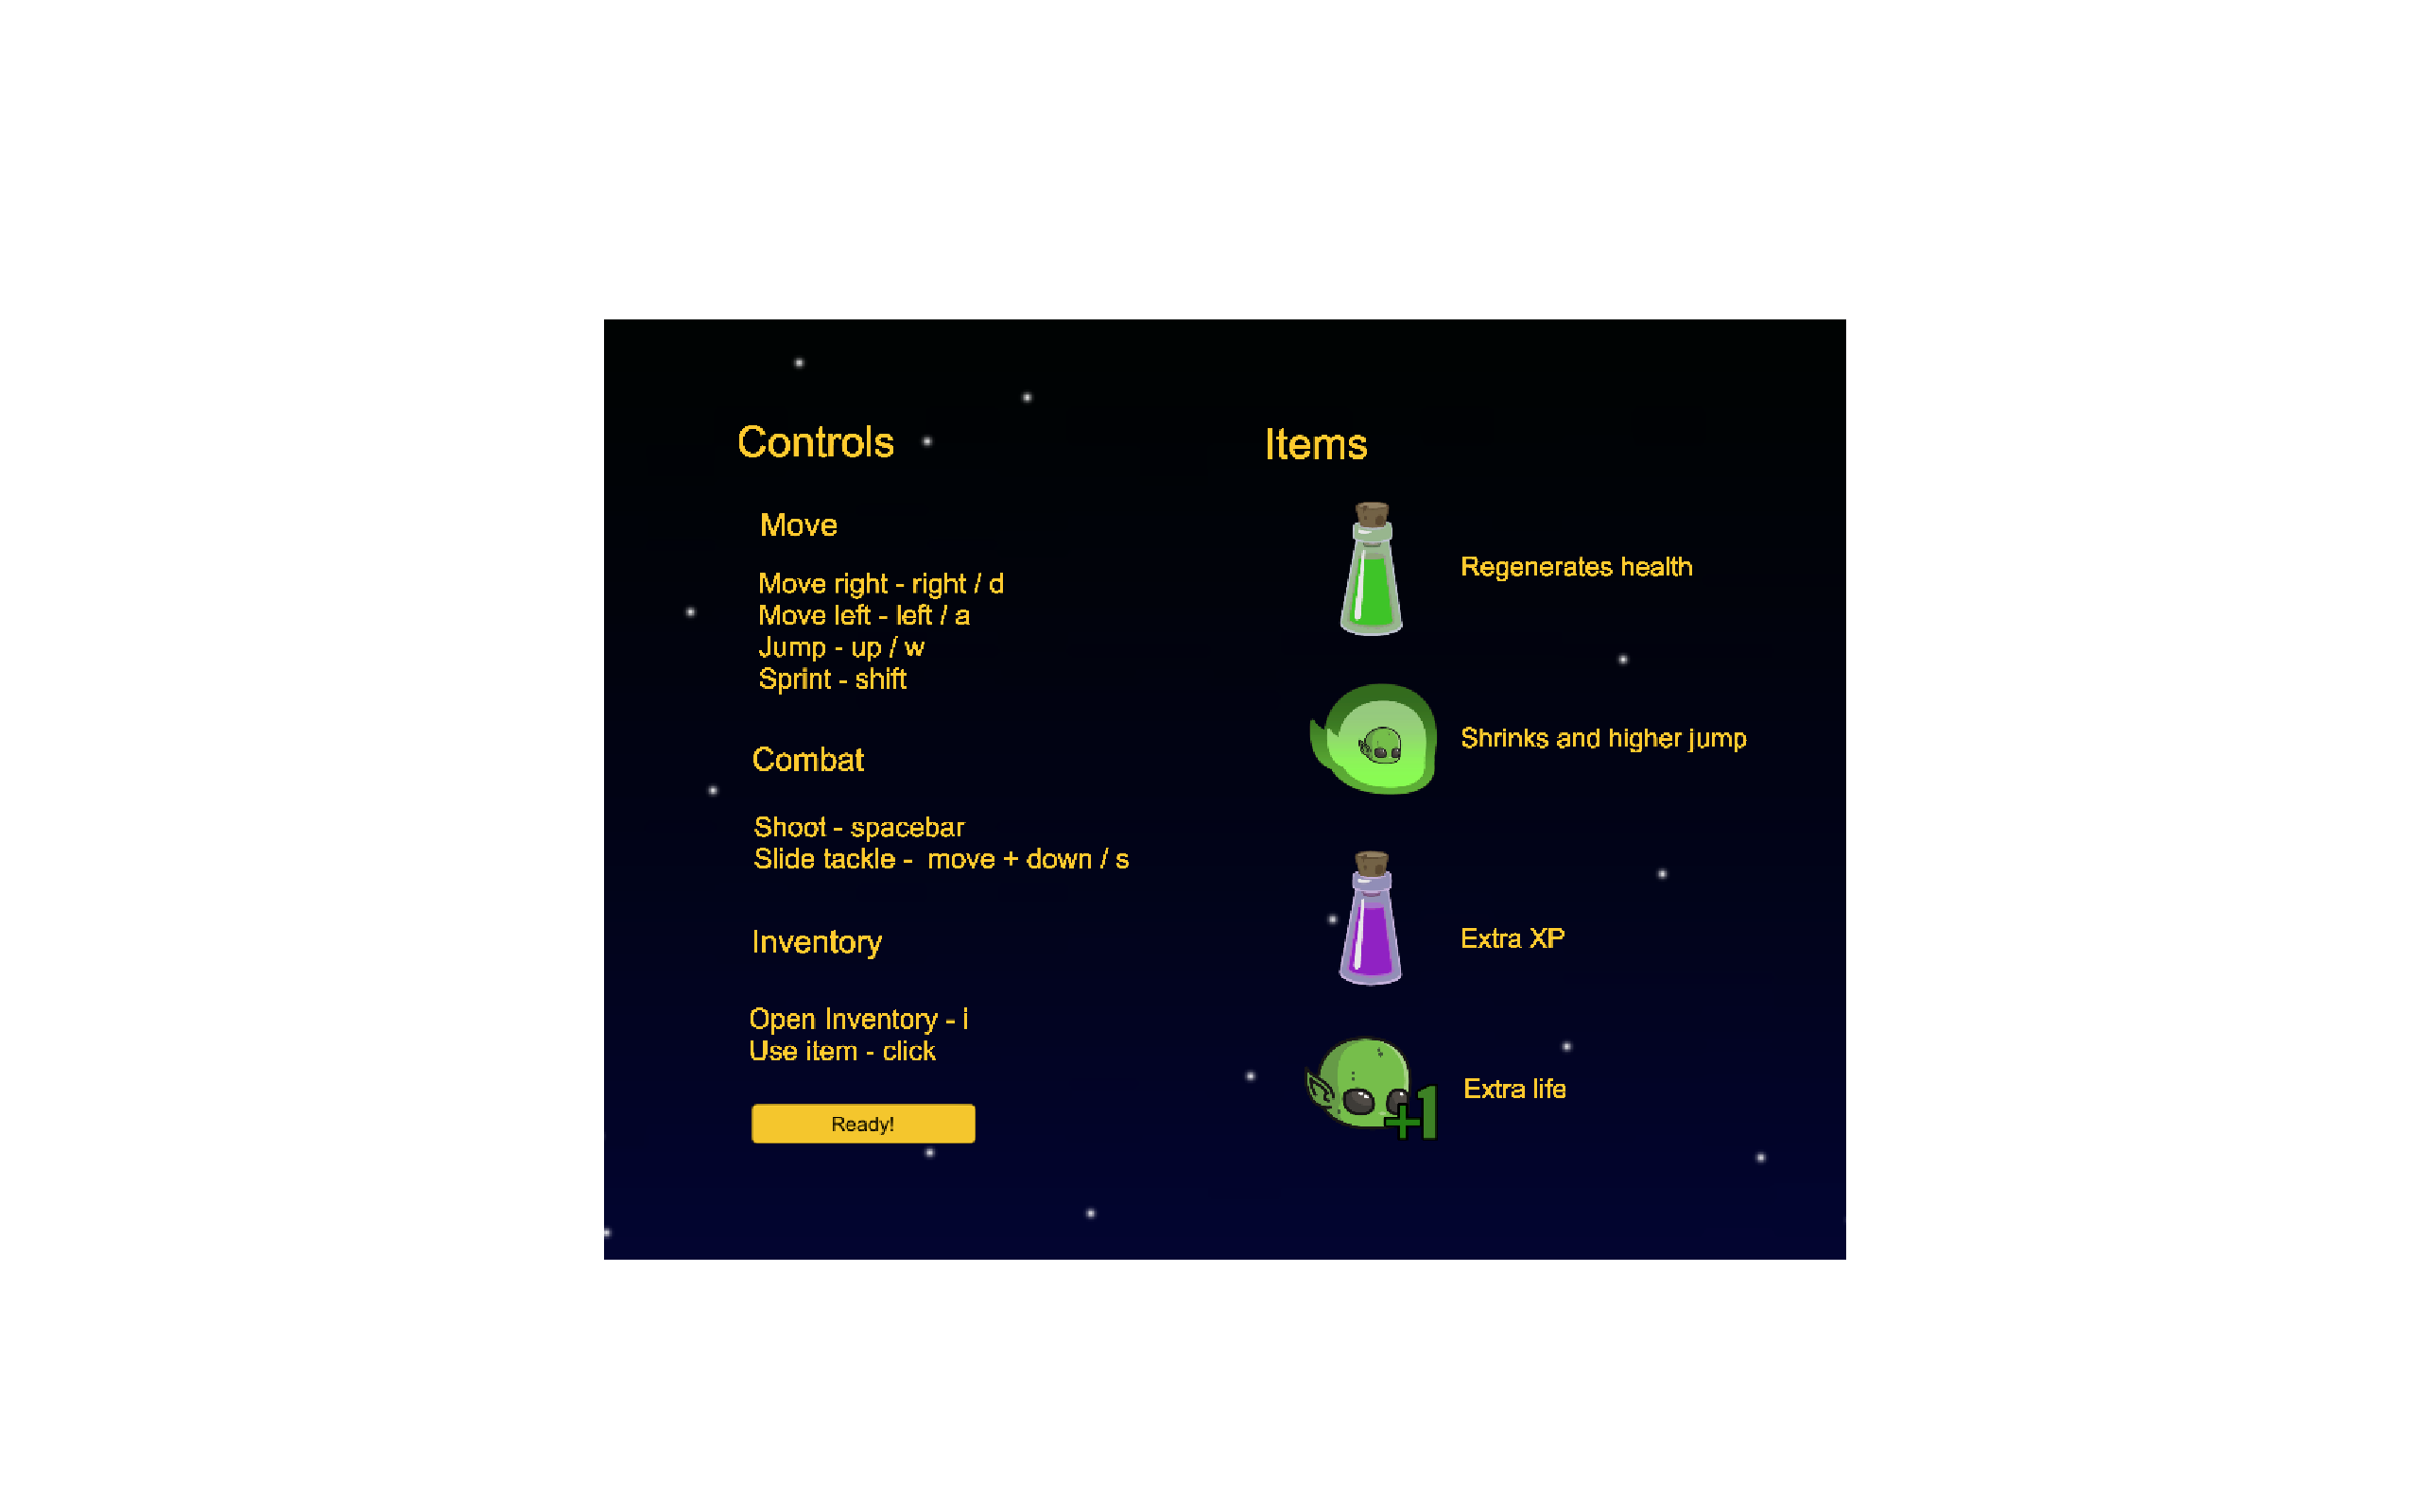 Controls
Move
Move right - right / d
Move left - left / a
Jump - up / w
Sprint - shift
Combat
Shoot - spacebar
Slide tackle -  move + down / s
Inventory
Open Inventory - i
Use item - click
Ready!
Items
Regenerates health
Shrinks and higher jump
Extra XP
+1
Extra life